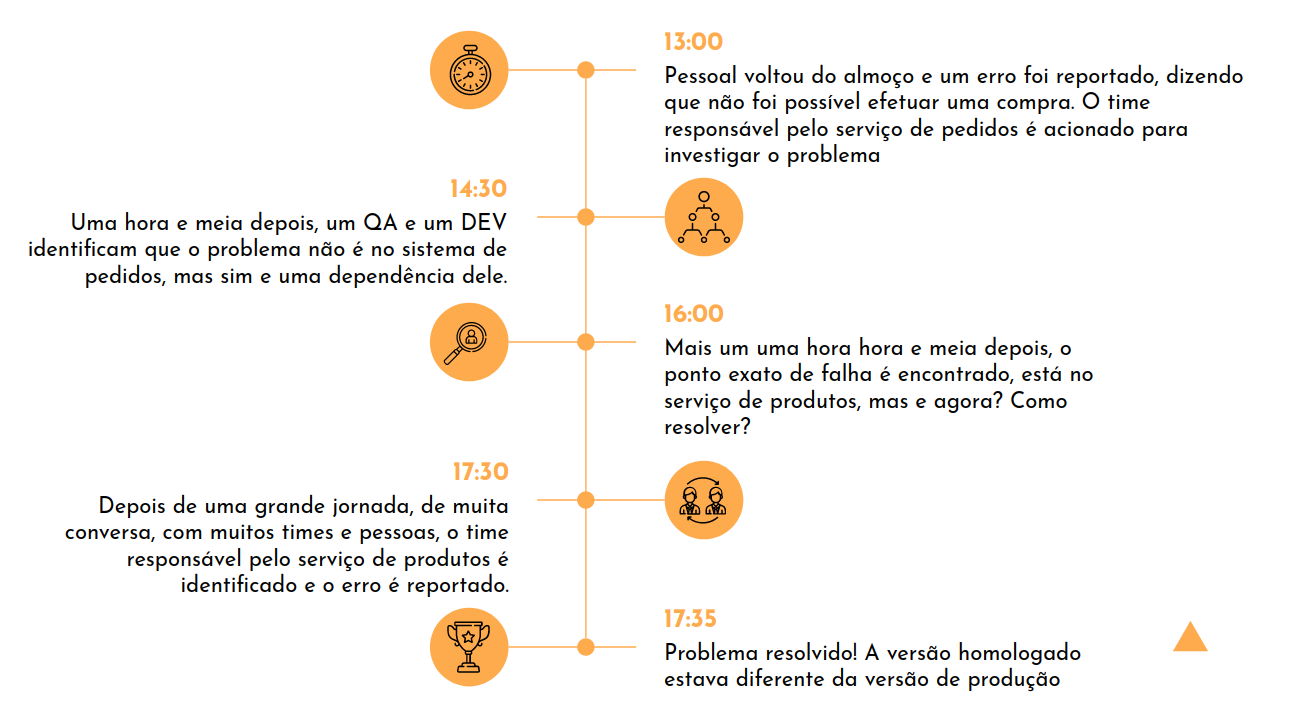 13:00
Pessoal voltou do almoço e um erro foi reportado, dizendo
que não foi possível efetuar uma compra. O time
responsável pelo serviço de pedidos é acionado para
investigar o problema
14:30
Uma hora e meia depois, um QA e um DEV
identificam que o problema não é no sistema de
pedidos, mas sim e uma dependência dele.
16:00
Mais um uma hora hora e meia depois, o
ponto exato de falha é encontrado, está no
serviço de produtos, mas e agora? Como
resolver?
17:30
Depois de uma grande jornada, de muita
conversa, com muitos times e pessoas, o time
responsável pelo serviço de produtos é
identificado e o erro é reportado.
17:35
Problema resolvido! A versão homologado
estava diferente da versão de produção